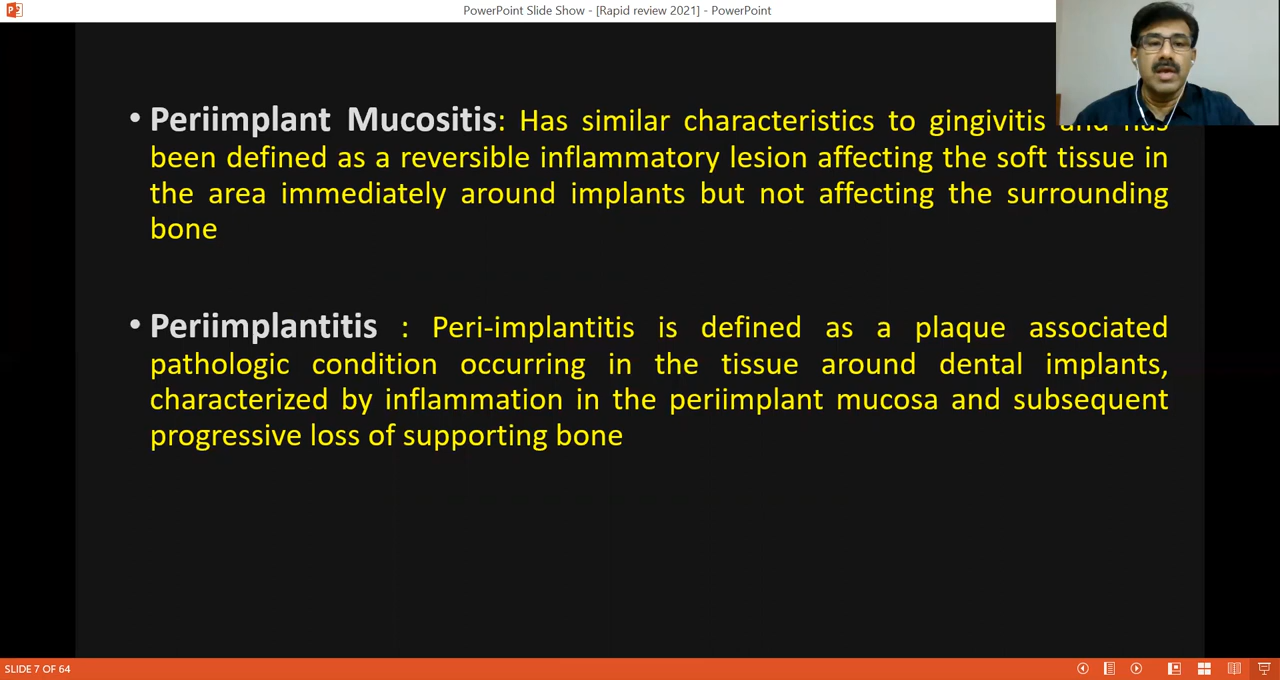 PowerPoint Slide Show - [Rapid review 2021] - PowerPoint
• Periimplant Mucositis: Has similar characteristics to gingivitis and has
been defined as a reversible inflammatory lesion affecting the soft tissue in
the area immediately around implants but not affecting the surrounding
bone
• Periimplantitis : Peri-implantitis is defined as a plaque associated
pathologic condition occurring in the tissue around dental implants,
characterized by inflammation in the periimplant mucosa and subsequent
progressive loss of supporting bone
SLIDE 7 OF 64